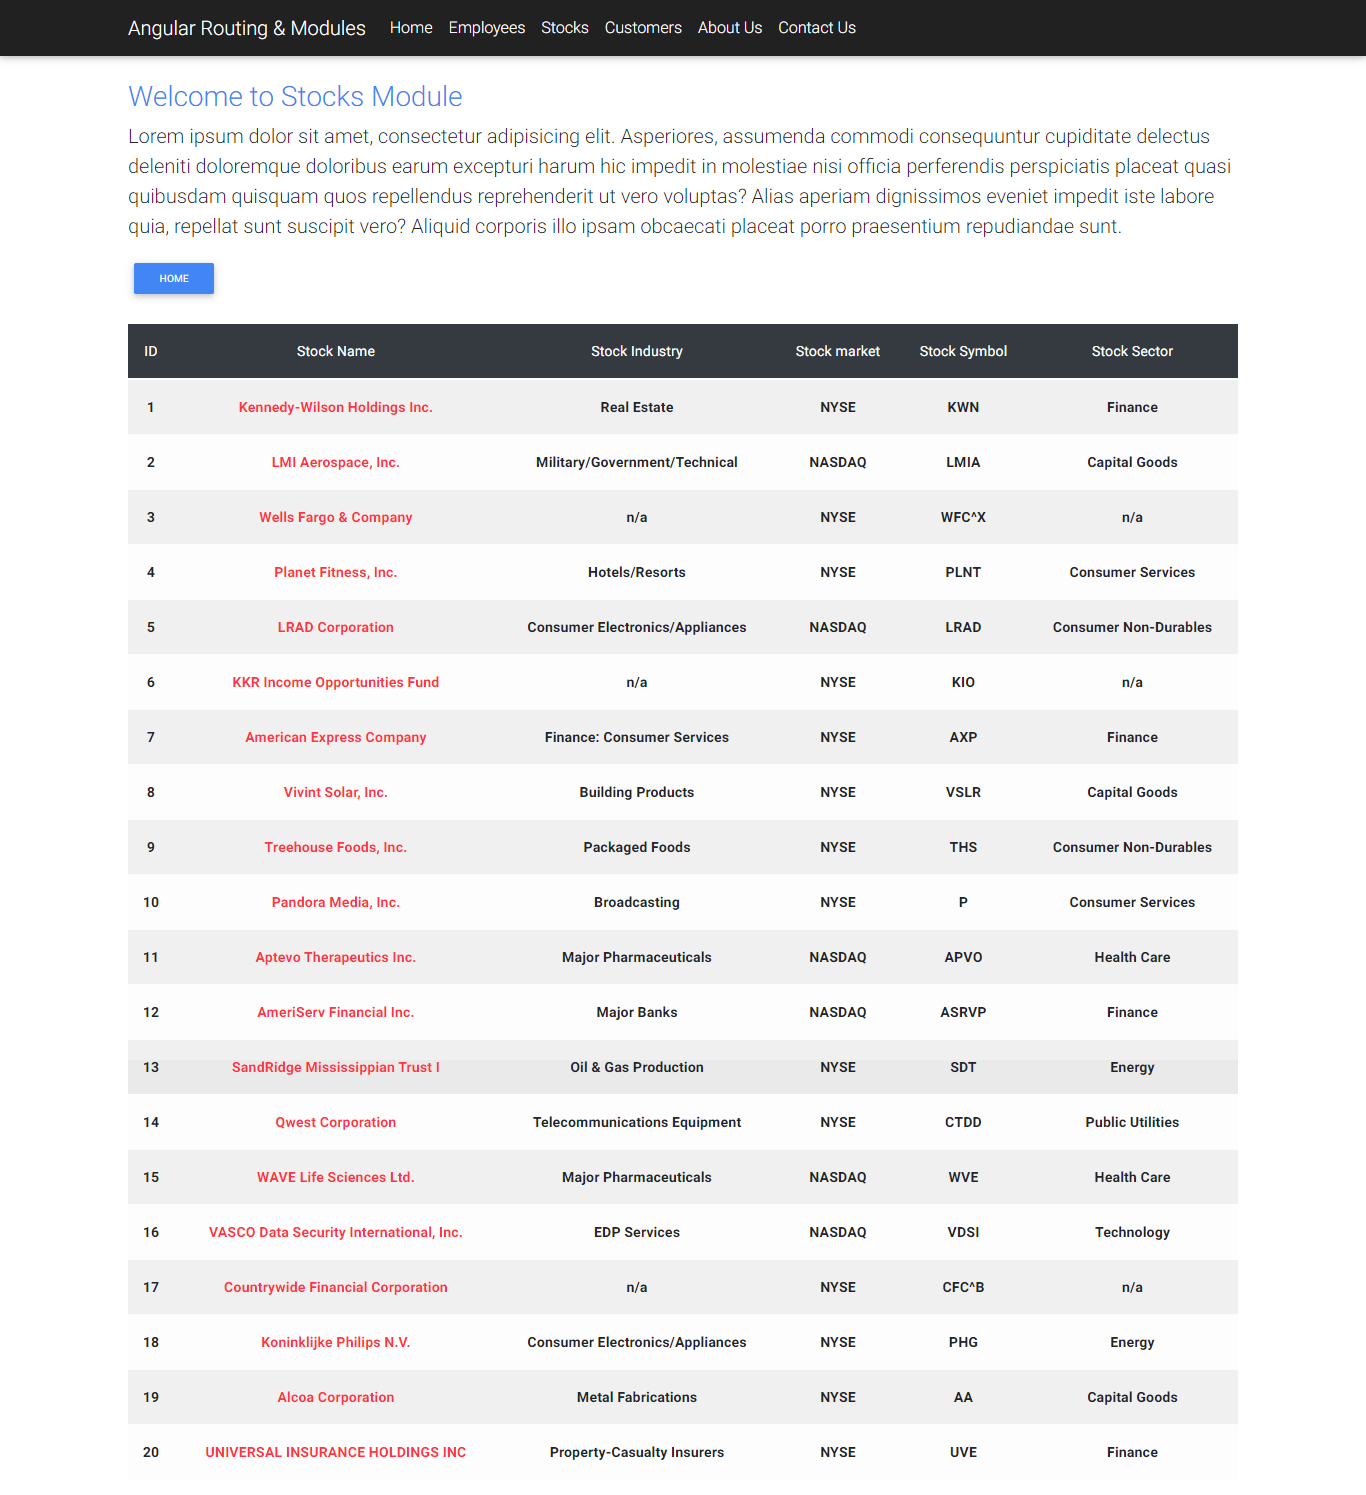 Angular Routing & Modules Home Employees Stocks Customers About Us Contact Us
Welcome to Stocks Module
Lorem ipsum dolor sit amet, consectetur adipisicing elit. Asperiores, assumenda commodi consequuntur cupiditate delectus
deleniti doloremque doloribus earum excepturi harum hic impedit in molestiae nisi officia perferendis perspiciatis placeat quasi
quibusdam quisquam quos repellendus reprehenderit ut vero voluptas? Alias aperiam dignissimos eveniet impedit iste labore
quia, repellat sunt suscipit vero? Aliquid corporis illo ipsam obcaecati placeat porro praesentium repudiandae sunt.
HOME
ID Stock Name Stock Industry Stock market Stock Symbol Stock Sector
1 Kennedy-Wilson Holdings Inc. Real Estate NYSE KWN Finance
2 LMI Aerospace, Inc. Military/Government/Technical NASDAQ LMIA Capital Goods
3 Wells Fargo & Company n/a NYSE WFC^X n/a
4 Planet Fitness, Inc. Hotels/Resorts NYSE PLNT Consumer Services
5 LRAD Corporation Consumer Electronics/Appliances NASDAQ LRAD Consumer Non-Durables
6 KKR Income Opportunities Fund n/a NYSE KIO n/a
7 American Express Company Finance: Consumer Services NYSE AXP Finance
8 Vivint Solar, Inc. Building Products NYSE VSLR Capital Goods
9 Treehouse Foods, Inc. Packaged Foods NYSE THS Consumer Non-Durables
10 Pandora Media, Inc. Broadcasting NYSE P Consumer Services
11 Aptevo Therapeutics Inc. Major Pharmaceuticals NASDAQ APVO Health Care
12 AmeriServ Financial Inc. Major Banks NASDAQ ASRVP Finance
13 SandRidge Mississippian Trust I Oil & Gas Production NYSE SDT Energy
14 Qwest Corporation Telecommunications Equipment NYSE CTDD Public Utilities
15 WAVE Life Sciences Ltd. Major Pharmaceuticals NASDAQ WVE Health Care
16 VASCO Data Security International, Inc. EDP Services NASDAQ VDSI Technology
17 Countrywide Financial Corporation n/a NYSE CFC^B n/a
18 Koninklijke Philips N.V. Consumer Electronics/Appliances NYSE PHG Energy
19 Alcoa Corporation Metal Fabrications NYSE AA Capital Goods
20 UNIVERSAL INSURANCE HOLDINGS INC Property-Casualty Insurers NYSE UVE Finance